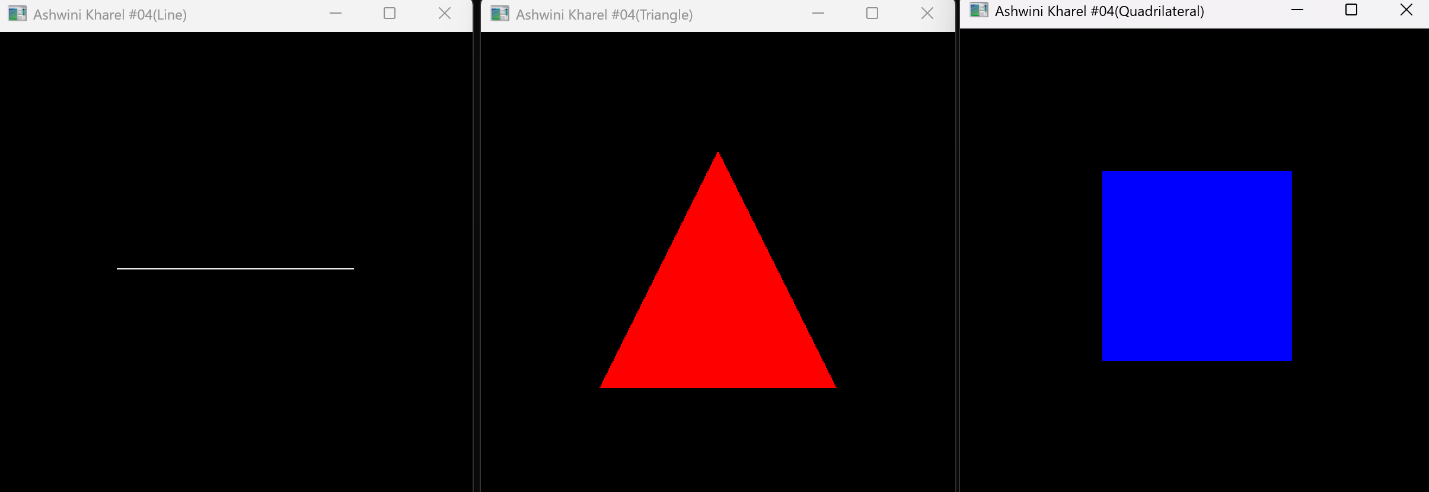 Ashwini Kharel #04(Line)
Ashwini Kharel #04(Triangle)
Ashwini Kharel #04(Quadrilateral)